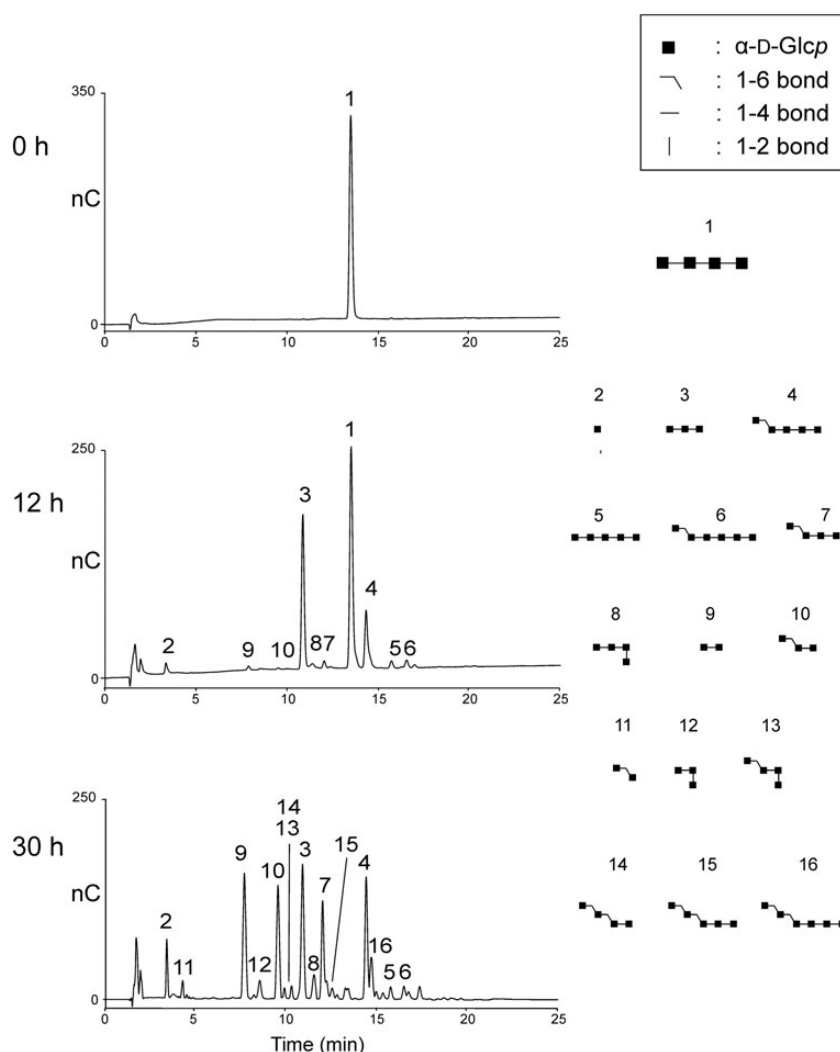 ■ : α-D-Glcp
: 1-6 bond
— : 1-4 bond
| : 1-2 bond
0 h
350
nC
0
1
0 5 10 15 20 25
1
12 h
250
nC
0
2 9 10 3 8 7 1 4 5 6
0 5 10 15 20 25
2 3 4
5 6 7
8 9 10
11 12 13
14 15 16
30 h
250
nC
0
2 11 9 12 10 14
13 3 8 7 15 4 16 5 6
0 5 10 15 20 25
Time (min)